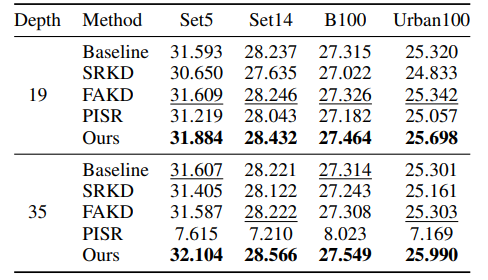 Depth Method Set5 Set14 B100 Urban100
Baseline 31.593 28.237 27.315 25.320
SRKD 30.650 27.635 27.022 24.833
19 FAKD 31.609 28.246 27.326 25.342
PISR 31.219 28.043 27.182 25.057
Ours 31.884 28.432 27.464 25.698
Baseline 31.607 28.221 27.314 25.301
SRKD 31.405 28.122 27.243 25.161
35 FAKD 31.587 28.222 27.308 25.303
PISR 7.615 7.210 8.023 7.169
Ours 32.104 28.566 27.549 25.990